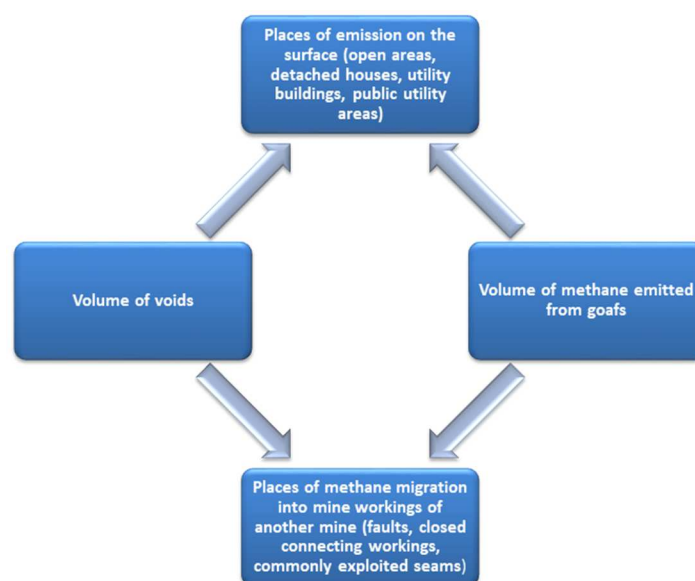 Places of emission on the
surface (open areas,
detached houses, utility
buildings, public utility
areas)
Volume of voids
Volume of methane emitted
from goafs
Places of methane migration
into mine workings of
another mine (faults, closed
connecting workings,
commonly exploited seams)